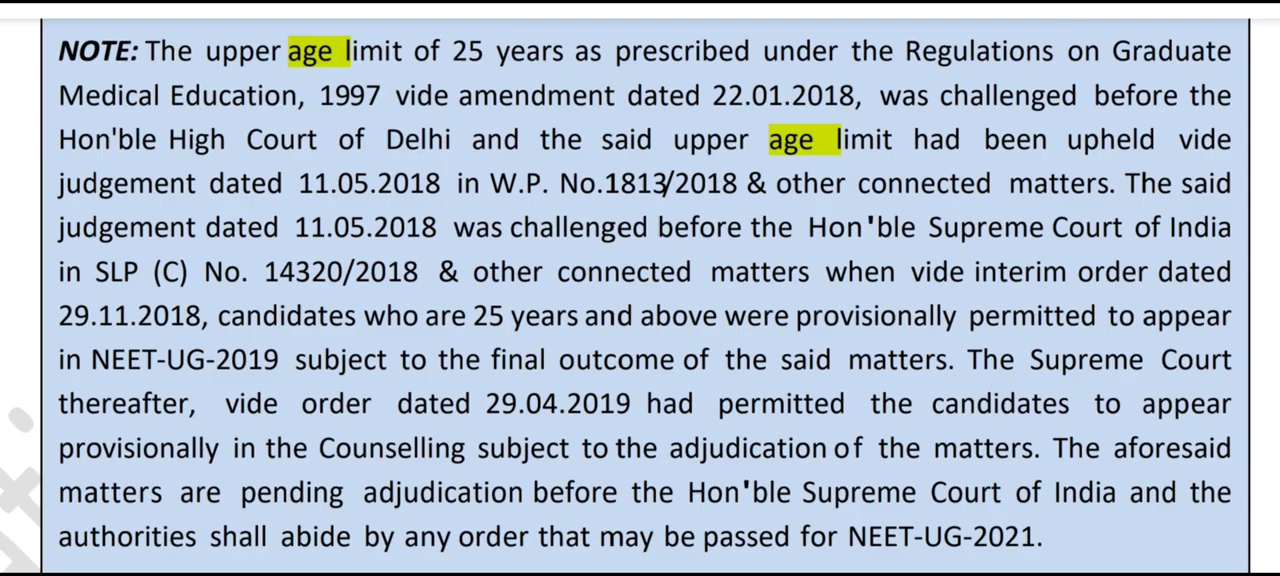 NOTE: The upper age limit of 25 years as prescribed under the Regulations on Graduate
Medical Education, 1997 vide amendment dated 22.01.2018, was challenged before the
Hon'ble High Court of Delhi and the said upper age limit had been upheld vide
judgement dated 11.05.2018 in W.P. No.1813/2018 & other connected matters. The said
judgement dated 11.05.2018 was challenged before the Hon'ble Supreme Court of India
in SLP (C) No. 14320/2018 & other connected matters when vide interim order dated
29.11.2018, candidates who are 25 years and above were provisionally permitted to appear
in NEET-UG-2019 subject to the final outcome of the said matters. The Supreme Court
thereafter, vide order dated 29.04.2019 had permitted the candidates to appear
provisionally in the Counselling subject to the adjudication of the matters. The aforesaid
matters are pending adjudication before the Hon'ble Supreme Court of India and the
authorities shall abide by any order that may be passed for NEET-UG-2021.